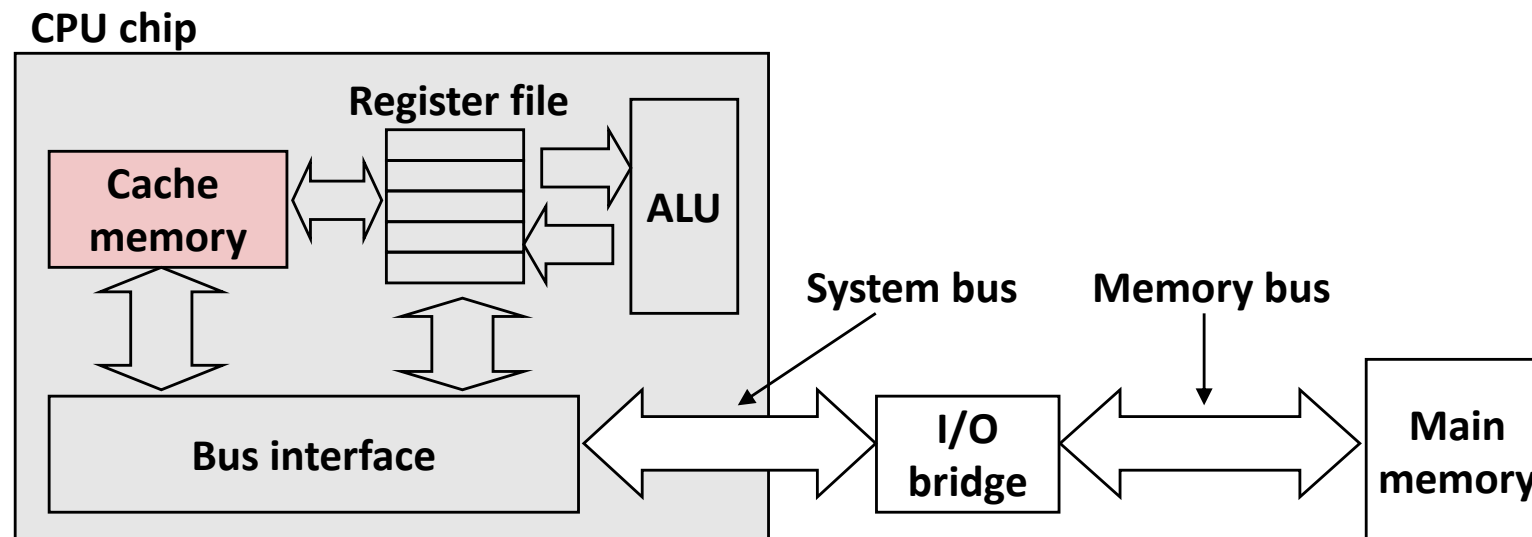 CPU chip
Register file
Cache
memory
ALU
System bus
Memory bus
Bus interface
I/O
bridge
Main
memory